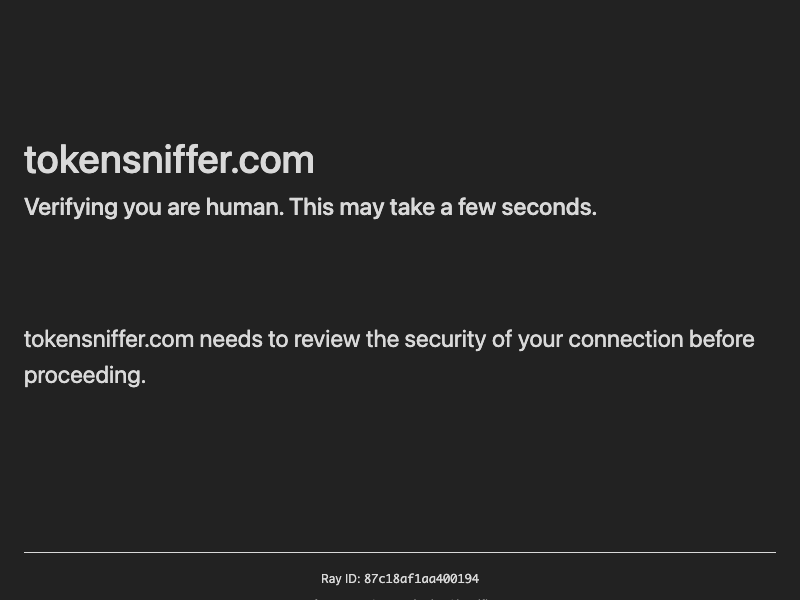 tokensniffer.com
Verifying you are human. This may take a few seconds.
tokensniffer.com needs to review the security of your connection before
proceeding.
Ray ID: 87c18af1aa400194